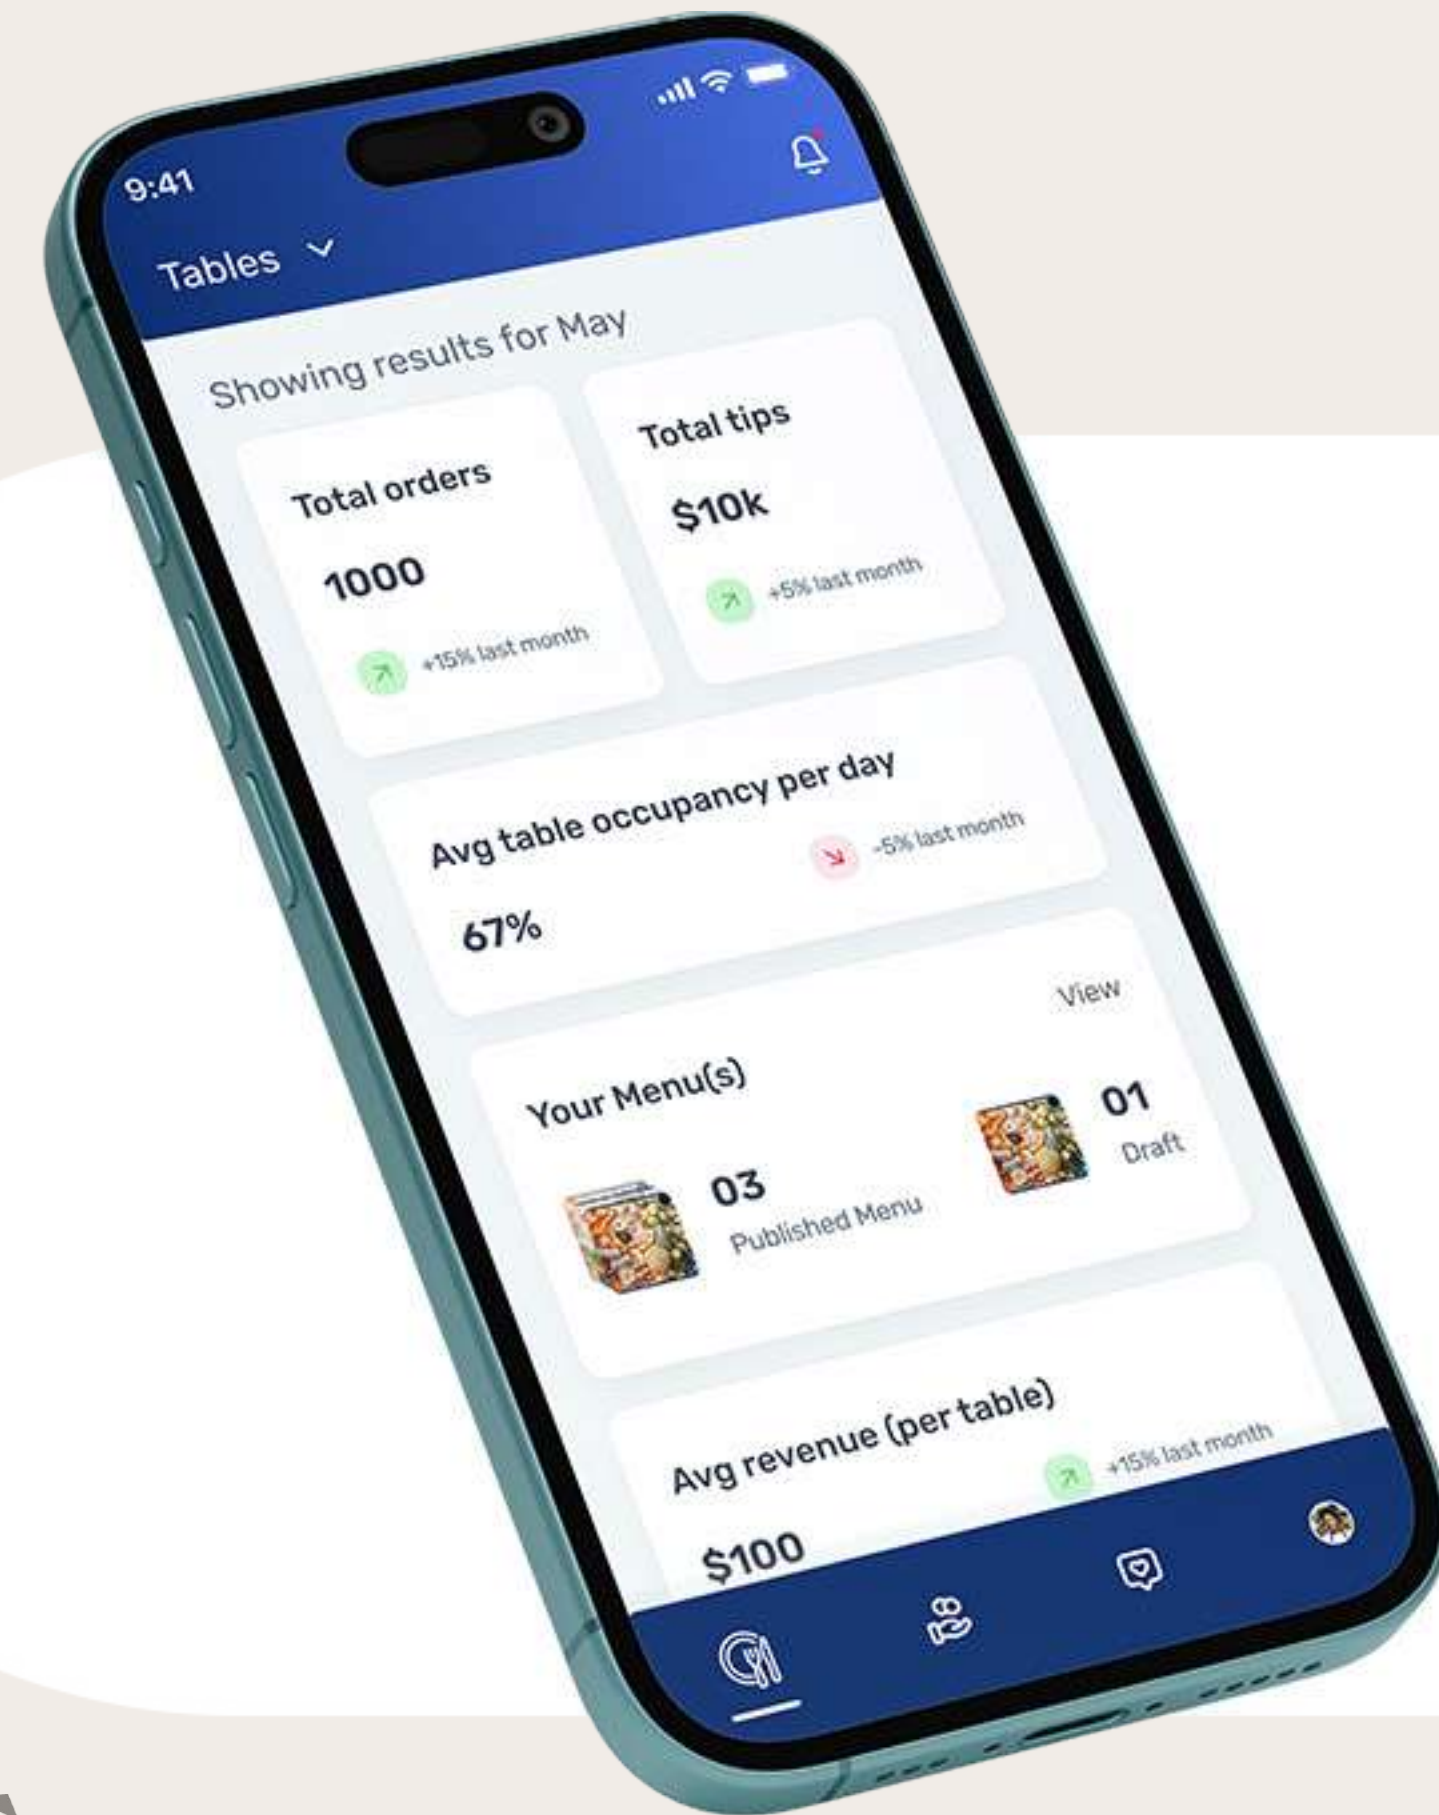 9:41
Tables
Showing results for May
Total orders
1000
+15% last month
Total tips
$10k
+5% last month
Avg table occupancy per day
67%
-5% last month
View
Your Menu(s)
03
Published Menu
01
Draft
Avg revenue (per table)
$100
+15% last month